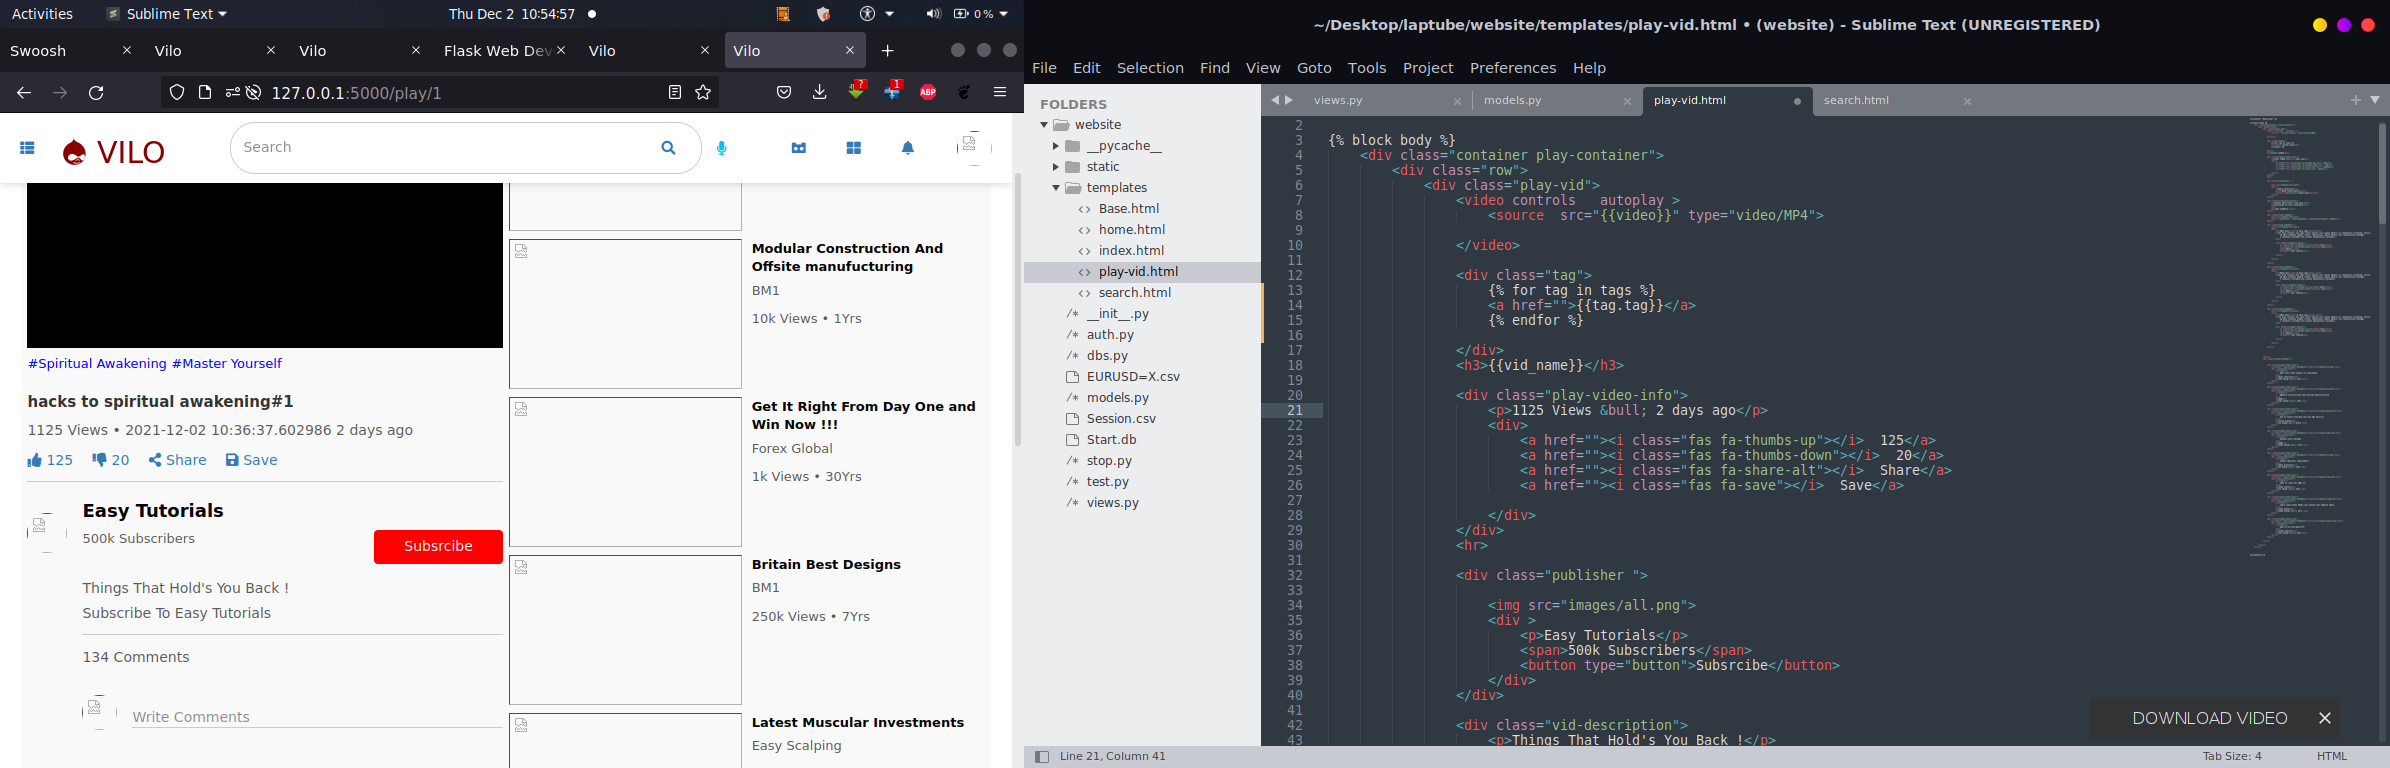 Activities
Sublime Text
Thu Dec 2 10:54:57
0 %
Swoosh
Vilo
Vilo
Flask Web Dev
Vilo
Vilo
127.0.0.1:5000/play/1
?
1
ABP
VILO
Search
#Spiritual Awakening #Master Yourself
hacks to spiritual awakening#1
1125 Views • 2021-12-02 10:36:37.602986 2 days ago
125
20
Share
Save
Easy Tutorials
500k Subscribers
Subsrcibe
Things That Hold's You Back !
Subscribe To Easy Tutorials
134 Comments
Write Comments
Modular Construction And
Offsite manufucturing
BM1
10k Views • 1Yrs
Get It Right From Day One and
Win Now !!!
Forex Global
1k Views • 30Yrs
Britain Best Designs
BM1
250k Views • 7Yrs
Latest Muscular Investments
Easy Scalping
~/Desktop/laptube/website/templates/play-vid.html • (website) - Sublime Text (UNREGISTERED)
File Edit Selection Find View Goto Tools Project Preferences Help
FOLDERS
website
__pycache__
static
templates
Base.html
home.html
index.html
play-vid.html
search.html
__init__.py
auth.py
dbs.py
EURUSD=X.csv
models.py
Session.csv
Start.db
stop.py
test.py
views.py
views.py
models.py
play-vid.html
search.html
2
3 {% block body %}
4 <div class="container play-container">
5 <div class="row">
6 <div class="play-vid">
7 <video controls   autoplay >
8 <source  src="{{video}}" type="video/MP4">
9
10 </video>
11
12 <div class="tag">
13 {% for tag in tags %}
14 <a href="">{{tag.tag}}</a>
15 {% endfor %}
16
17 </div>
18 <h3>{{vid_name}}</h3>
19
20 <div class="play-video-info">
21 <p>1125 Views &bull; 2 days ago</p>
22 <div>
23 <a href=""><i class="fas fa-thumbs-up"></i>  125</a>
24 <a href=""><i class="fas fa-thumbs-down"></i>  20</a>
25 <a href=""><i class="fas fa-share-alt"></i>  Share</a>
26 <a href=""><i class="fas fa-save"></i>  Save</a>
27
28 </div>
29 </div>
30 <hr>
31
32 <div class="publisher ">
33
34 <img src="images/all.png">
35 <div >
36 <p>Easy Tutorials</p>
37 <span>500k Subscribers</span>
38 <button type="button">Subsrcibe</button>
39 </div>
40 </div>
41
42 <div class="vid-description">
43 <p>Things That Hold's You Back !</p>
DOWNLOAD VIDEO
Line 21, Column 41
Tab Size: 4
HTML